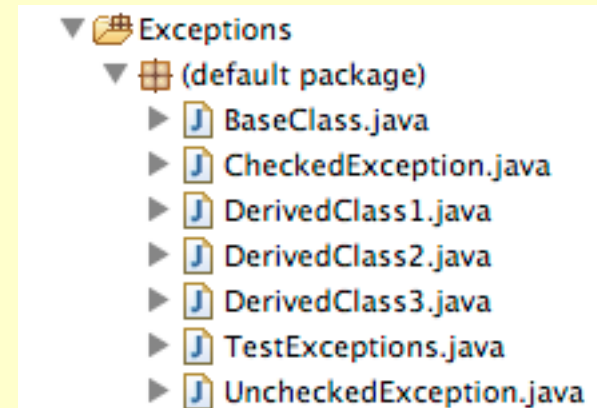 Exceptions
(default package)
BaseClass.java
CheckedException.java
DerivedClass1.java
DerivedClass2.java
DerivedClass3.java
TestExceptions.java
UncheckedException.java